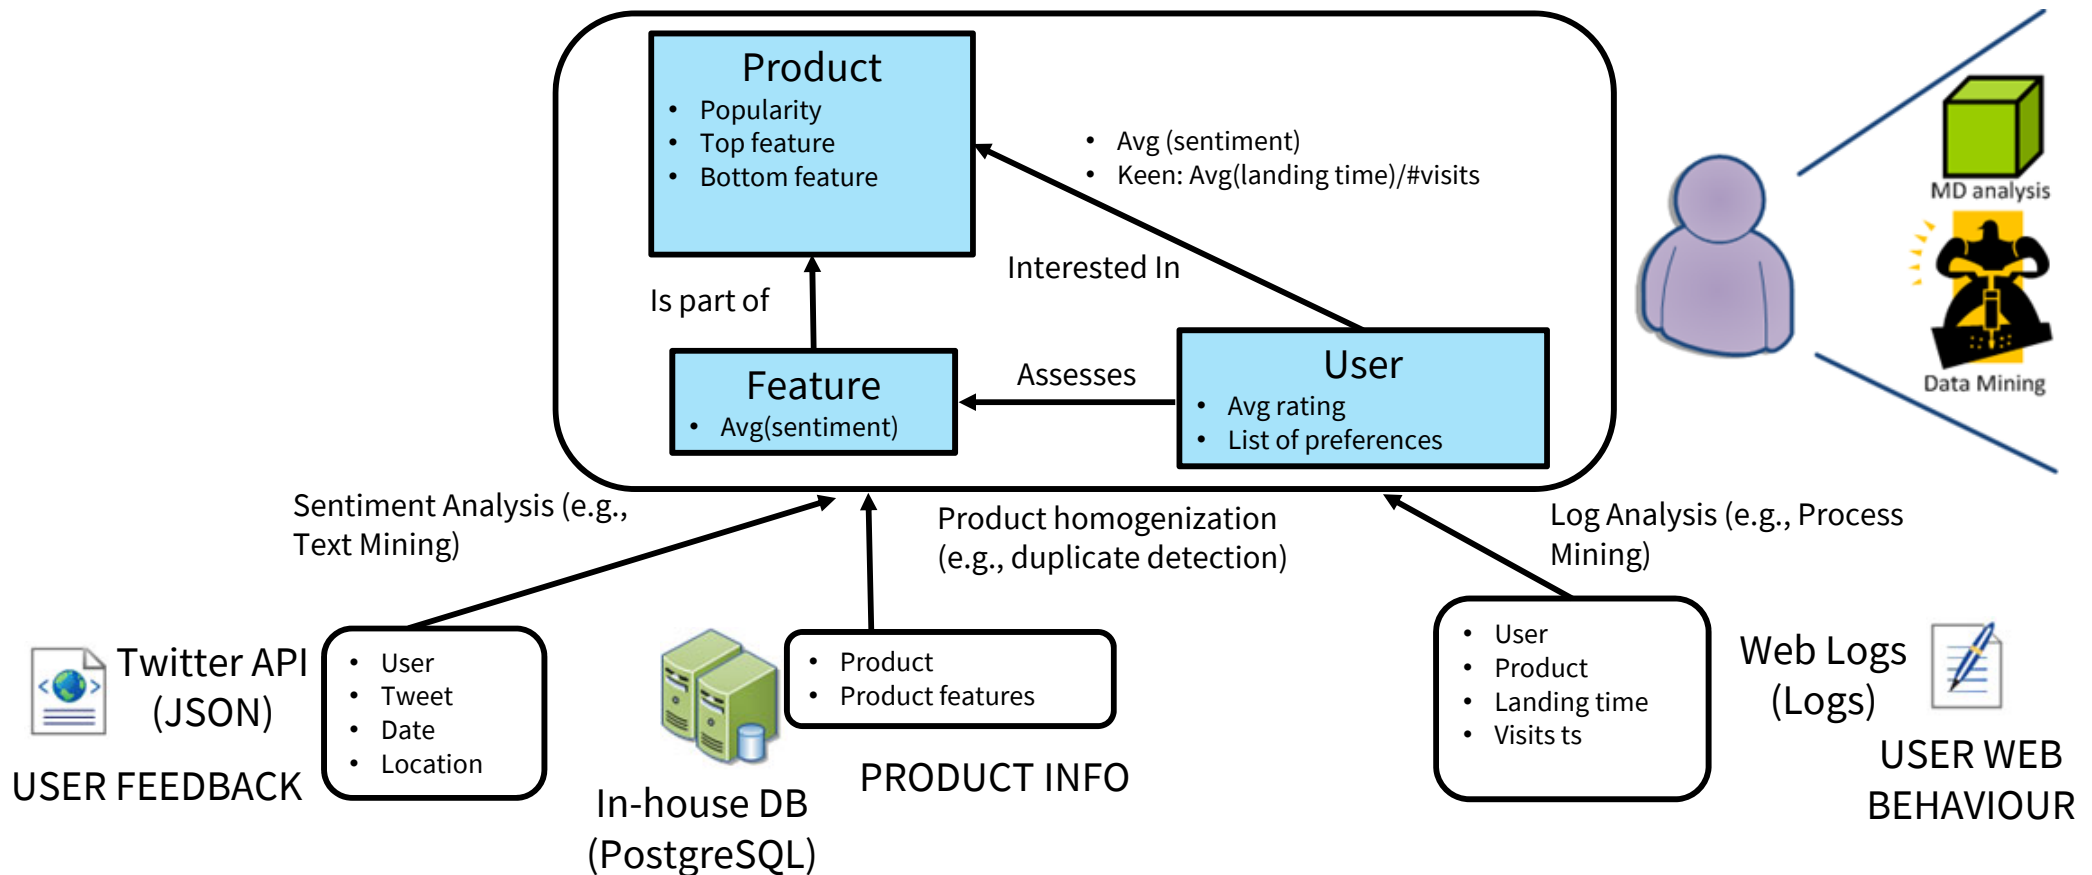 Product
• Popularity
• Top feature
• Bottom feature
• Avg (sentiment)
• Keen: Avg(landing time)/#visits
MD analysis
Interested In
Is part of
Feature
• Avg(sentiment)
Assesses
User
• Avg rating
• List of preferences
Data Mining
Sentiment Analysis (e.g.,
Text Mining)
Product homogenization
(e.g., duplicate detection)
Log Analysis (e.g., Process
Mining)
Twitter API
(JSON)
USER FEEDBACK
• User
• Tweet
• Date
• Location
In-house DB
(PostgreSQL)
• Product
• Product features
PRODUCT INFO
• User
• Product
• Landing time
• Visits ts
Web Logs
(Logs)
USER WEB
BEHAVIOUR